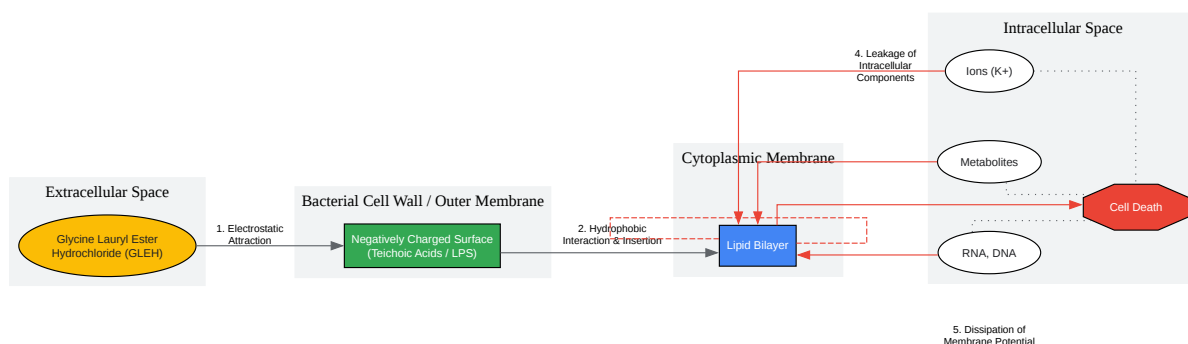 Intracellular Space
4. Leakage of
Intracellular
Components
Ions (K+)
Cytoplasmic Membrane
Metabolites
Extracellular Space
Bacterial Cell Wall / Outer Membrane
Cell Death
1. Electrostatic
Attraction
2. Hydrophobic
Interaction & Insertion
Glycine Lauryl Ester
Hydrochloride (GLEH)
Negatively Charged Surface
(Teichoic Acids / LPS)
Lipid Bilayer
RNA, DNA
5. Dissipation of
Membrane Potential